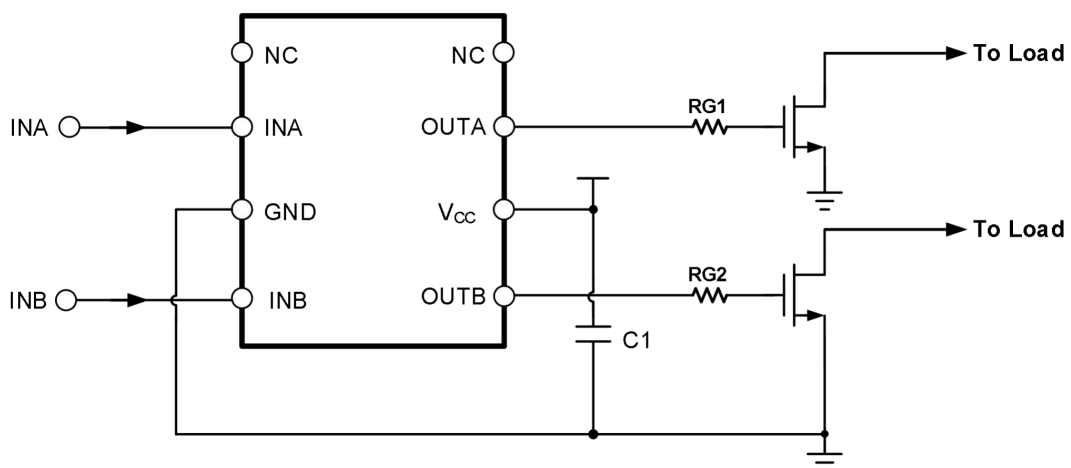 NC
NC
To Load
RG1
INA
INA
OUTA
GND
VCC
To Load
RG2
INB
INB
OUTB
C1